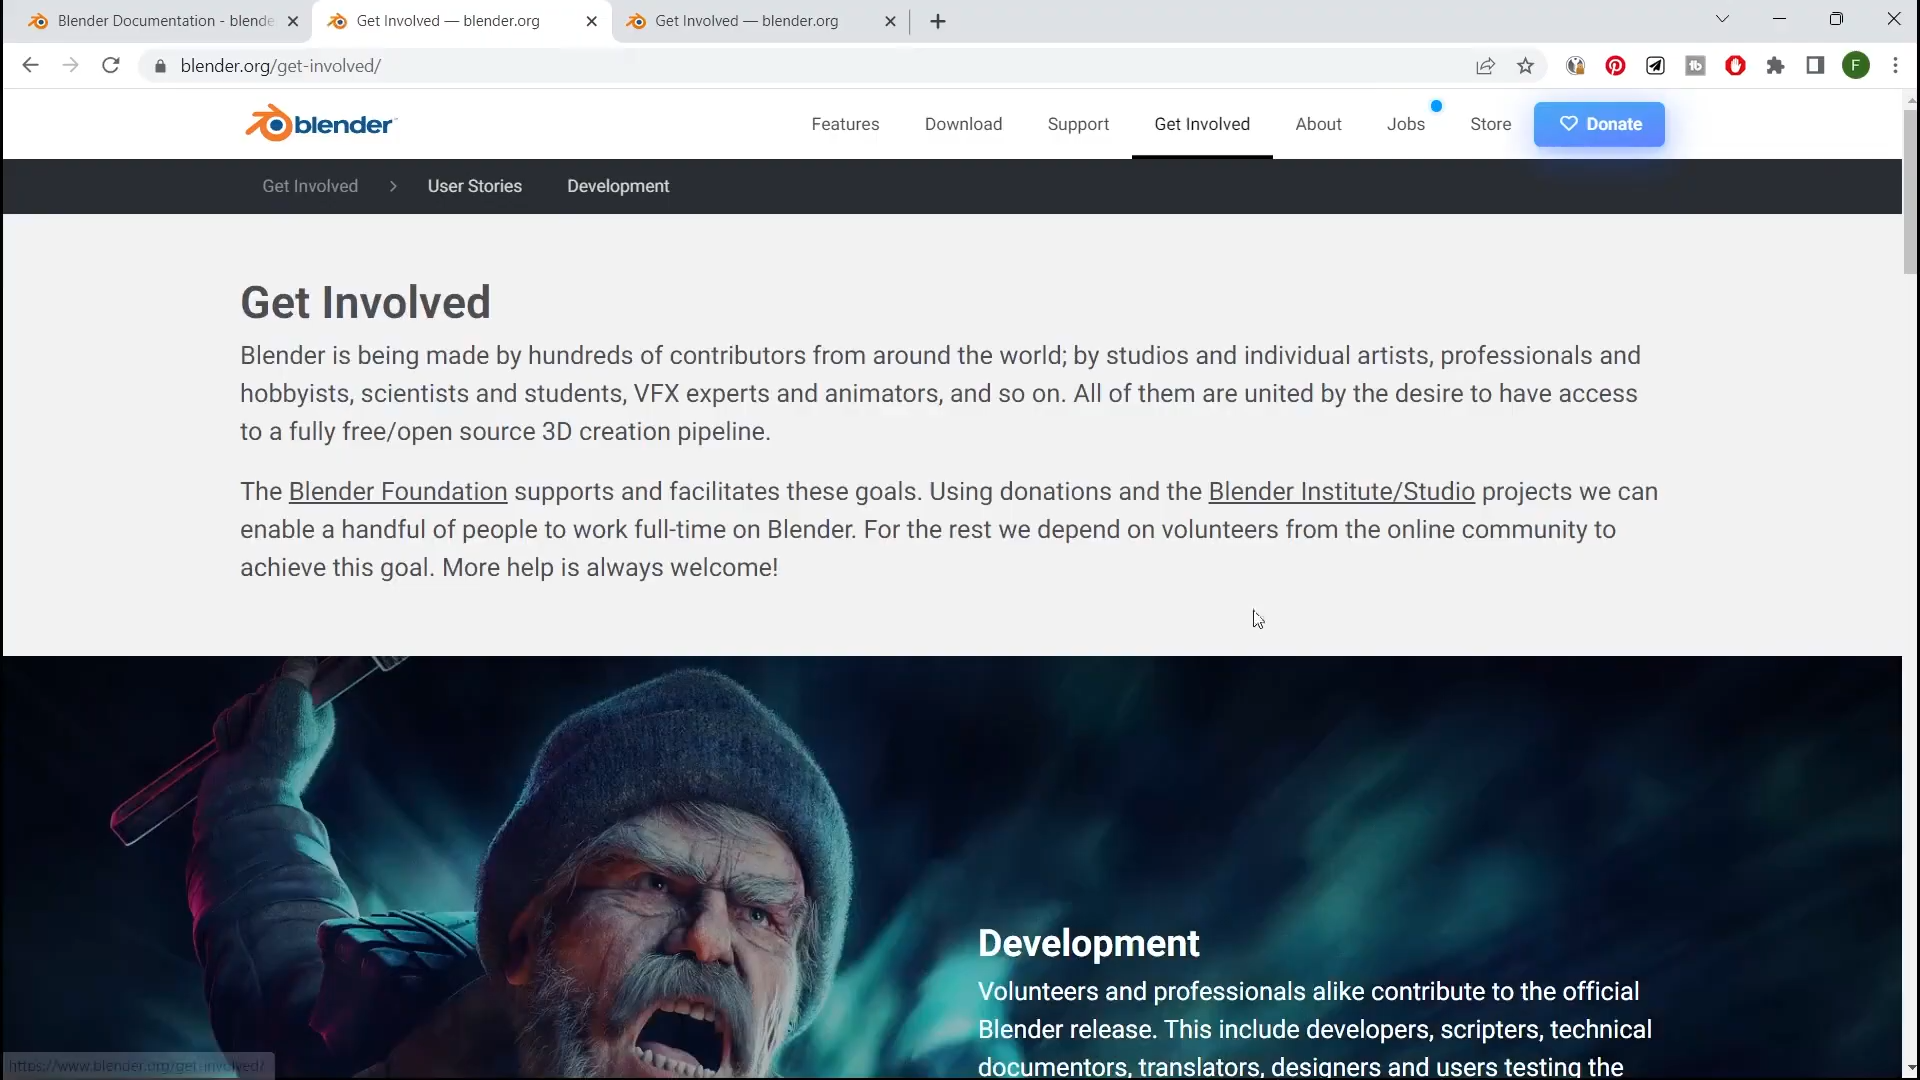 Blender Documentation - blende
Get Involved — blender.org
Get Involved — blender.org
blender.org/get-involved/
F
blender
Features
Download
Support
Get Involved
About
Jobs
Store
Donate
Get Involved
User Stories
Development
Get Involved
Blender is being made by hundreds of contributors from around the world; by studios and individual artists, professionals and
hobbyists, scientists and students, VFX experts and animators, and so on. All of them are united by the desire to have access
to a fully free/open source 3D creation pipeline.
The Blender Foundation supports and facilitates these goals. Using donations and the Blender Institute/Studio projects we can
enable a handful of people to work full-time on Blender. For the rest we depend on volunteers from the online community to
achieve this goal. More help is always welcome!
Development
Volunteers and professionals alike contribute to the official
Blender release. This include developers, scripters, technical
documentors, translators, designers and users testing the
https://www.blender.org/get-involved/